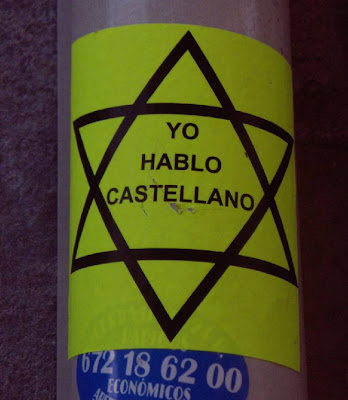 YO
HABLO
CASTELLANO
672 18 62 00
ECONÓMICOS